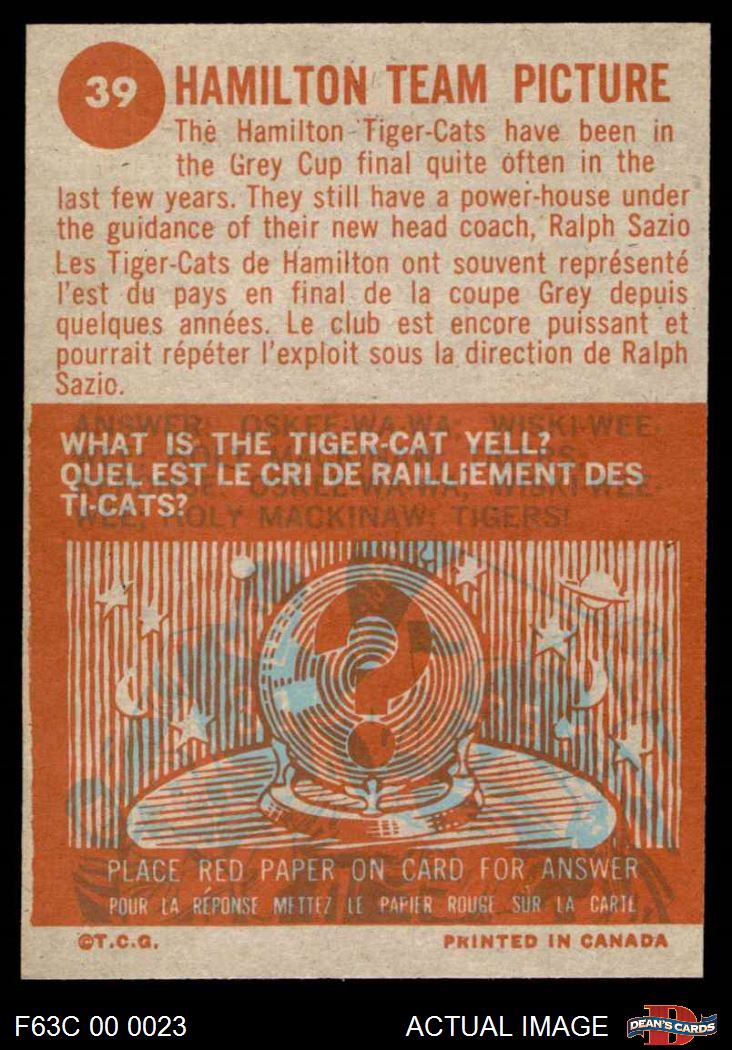 39
HAMILTON TEAM PICTURE
The Hamilton Tiger-Cats have been in
the Grey Cup final quite often in the
last few years. They still have a power-house under
the guidance of their new head coach, Ralph Sazio
Les Tiger-Cats de Hamilton ont souvent représenté
l'est du pays en final de la coupe Grey depuis
quelques années. Le club est encore puissant et
pourrait répéter l'exploit sous la direction de Ralph
Sazio.
ANSWER: OSKEE-WA-WA; WISKI-WEE-
WHAT IS THE TIGER-CAT YELL?
HOLY
QUEL EST LE CRI DE RAILLIEMENT DES
OSKEE-WA-WA, WISKI-WEE-
TI-CATS?
WEE, HOLY MACKINAW! TIGERS!
?
PLACE RED PAPER ON CARD FOR ANSWER
POUR LA RÉPONSE METTEZ LE PAPIER ROUGE SUR LA CARTE
©T.C.G. PRINTED IN CANADA
F63C 00 0023 ACTUAL IMAGE D DEAN'S CARDS